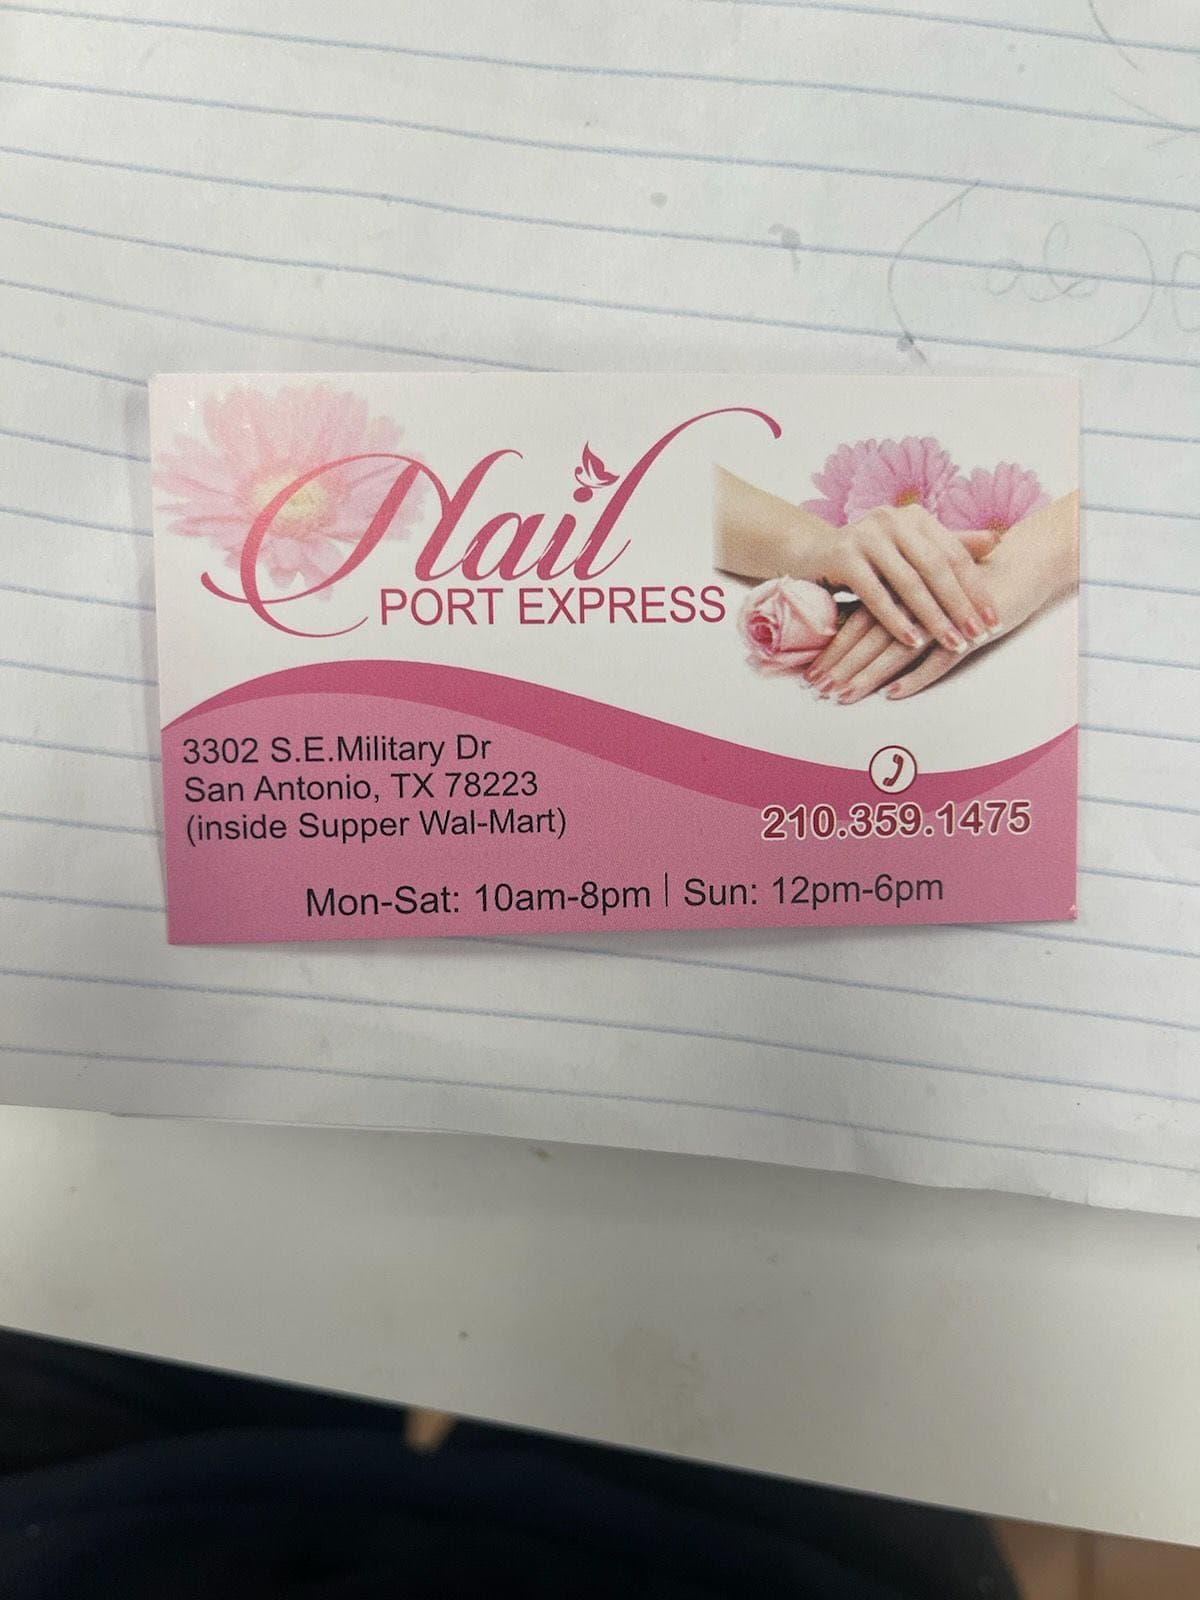 Nail
PORT EXPRESS
3302 S.E.Military Dr
San Antonio, TX 78223
(inside Supper Wal-Mart)
210.359.1475
Mon-Sat: 10am-8pm | Sun: 12pm-6pm